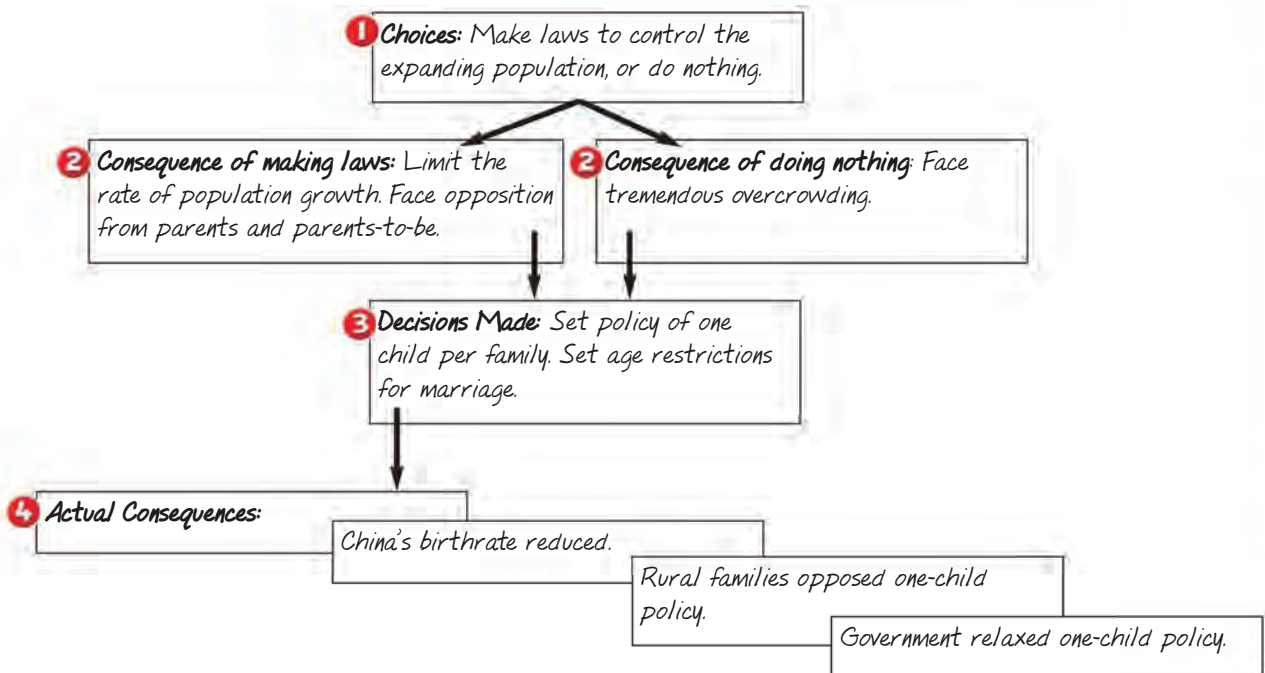 1 Choices: Make laws to control the
expanding population, or do nothing.
2 Consequence of making laws: Limit the
rate of population growth. Face opposition
from parents and parents-to-be.
2 Consequence of doing nothing: Face
tremendous overcrowding.
3 Decisions Made: Set policy of one
child per family. Set age restrictions
for marriage.
4 Actual Consequences:
China's birthrate reduced.
Rural families opposed one-child
policy.
Government relaxed one-child policy.